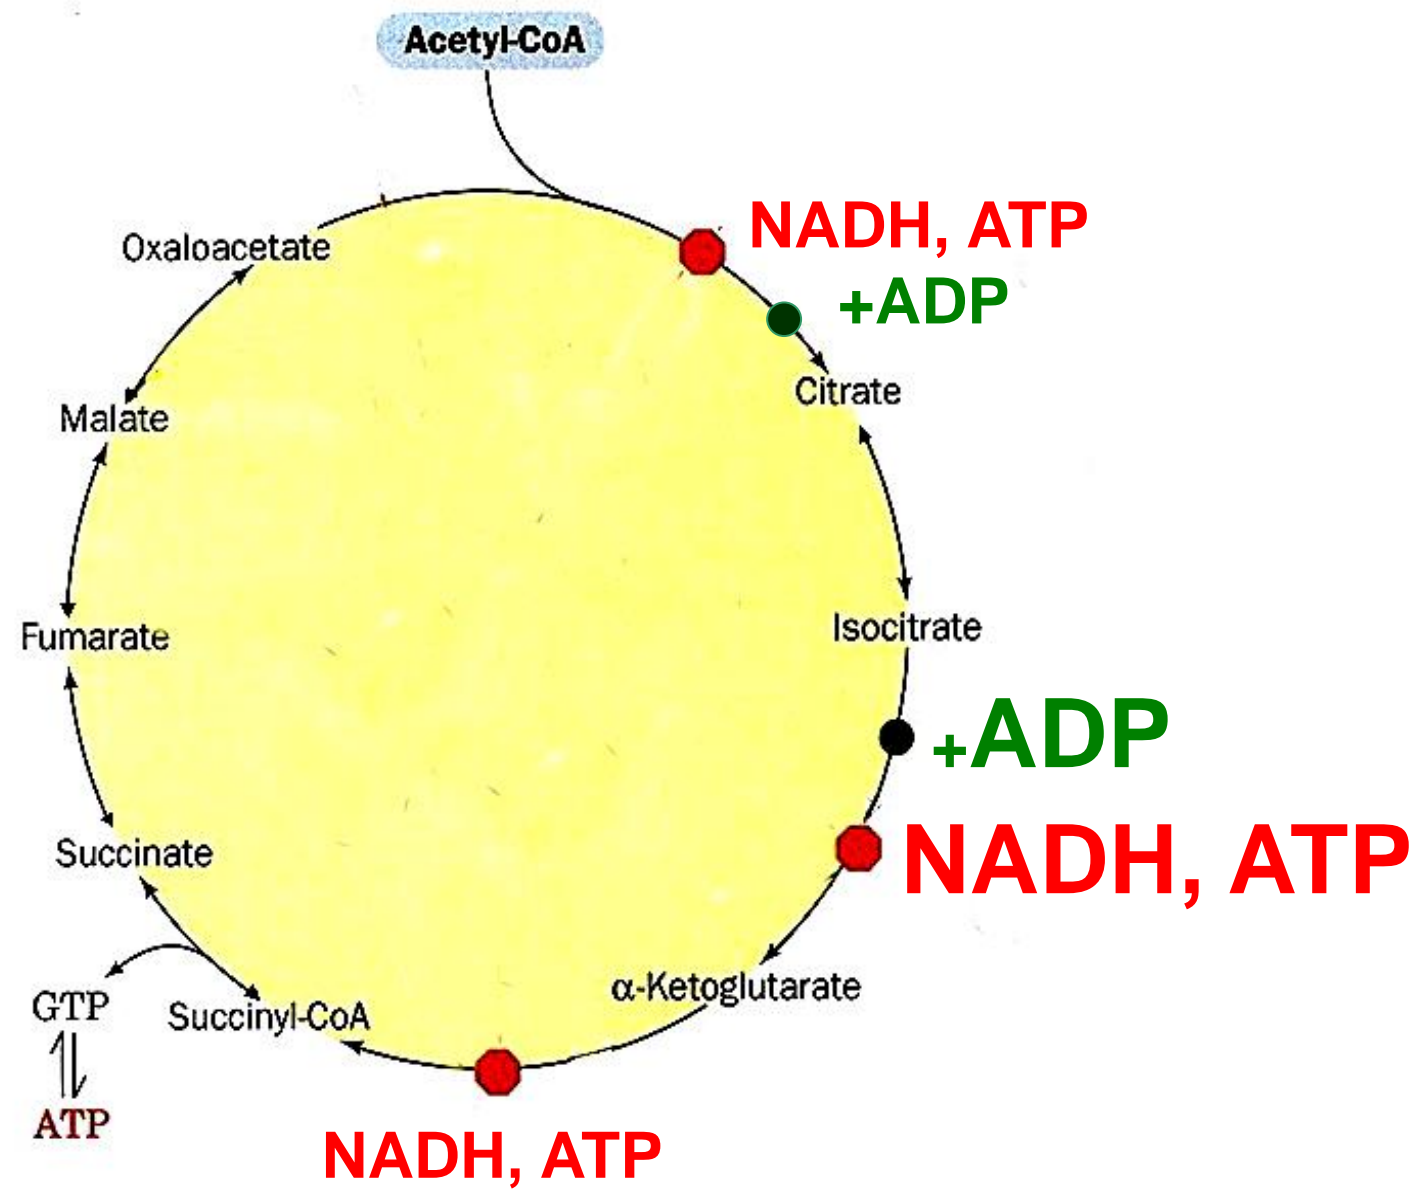 Acetyl-CoA
NADH, ATP
Oxaloacetate
+ADP
Citrate
Malate
Isocitrate
Fumarate
+ADP
NADH, ATP
Succinate
α-Ketoglutarate
GTP
Succinyl-CoA
ATP
NADH, ATP